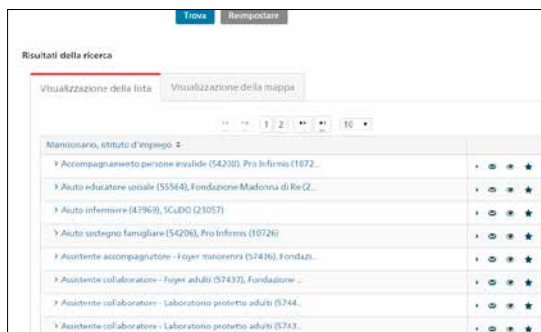 Trova Reimpostare
Risultati della ricerca
Visualizzazione della lista Visualizzazione della mappa
1 2 10
Mansionario, istituto d'impiego
Accompagnamento persone invalide (54200), Pro Infirmis (1072...
Aiuto educatore sociale (55564), Fondazione Madonna di Re (2...
Aiuto infermiere (43969), SCuDO (23057)
Aiuto sostegno famigliare (54206), Pro Infirmis (10726)
Assistente accompagnatore - Foyer minorenni (57436), Fondazi...
Assistente collaboratore - Foyer adulti (57437), Fondazione ...
Assistente collaboratore - Laboratorio protetto adulti (5744...
Assistente collaboratore - Laboratorio protetto adulti (5743...